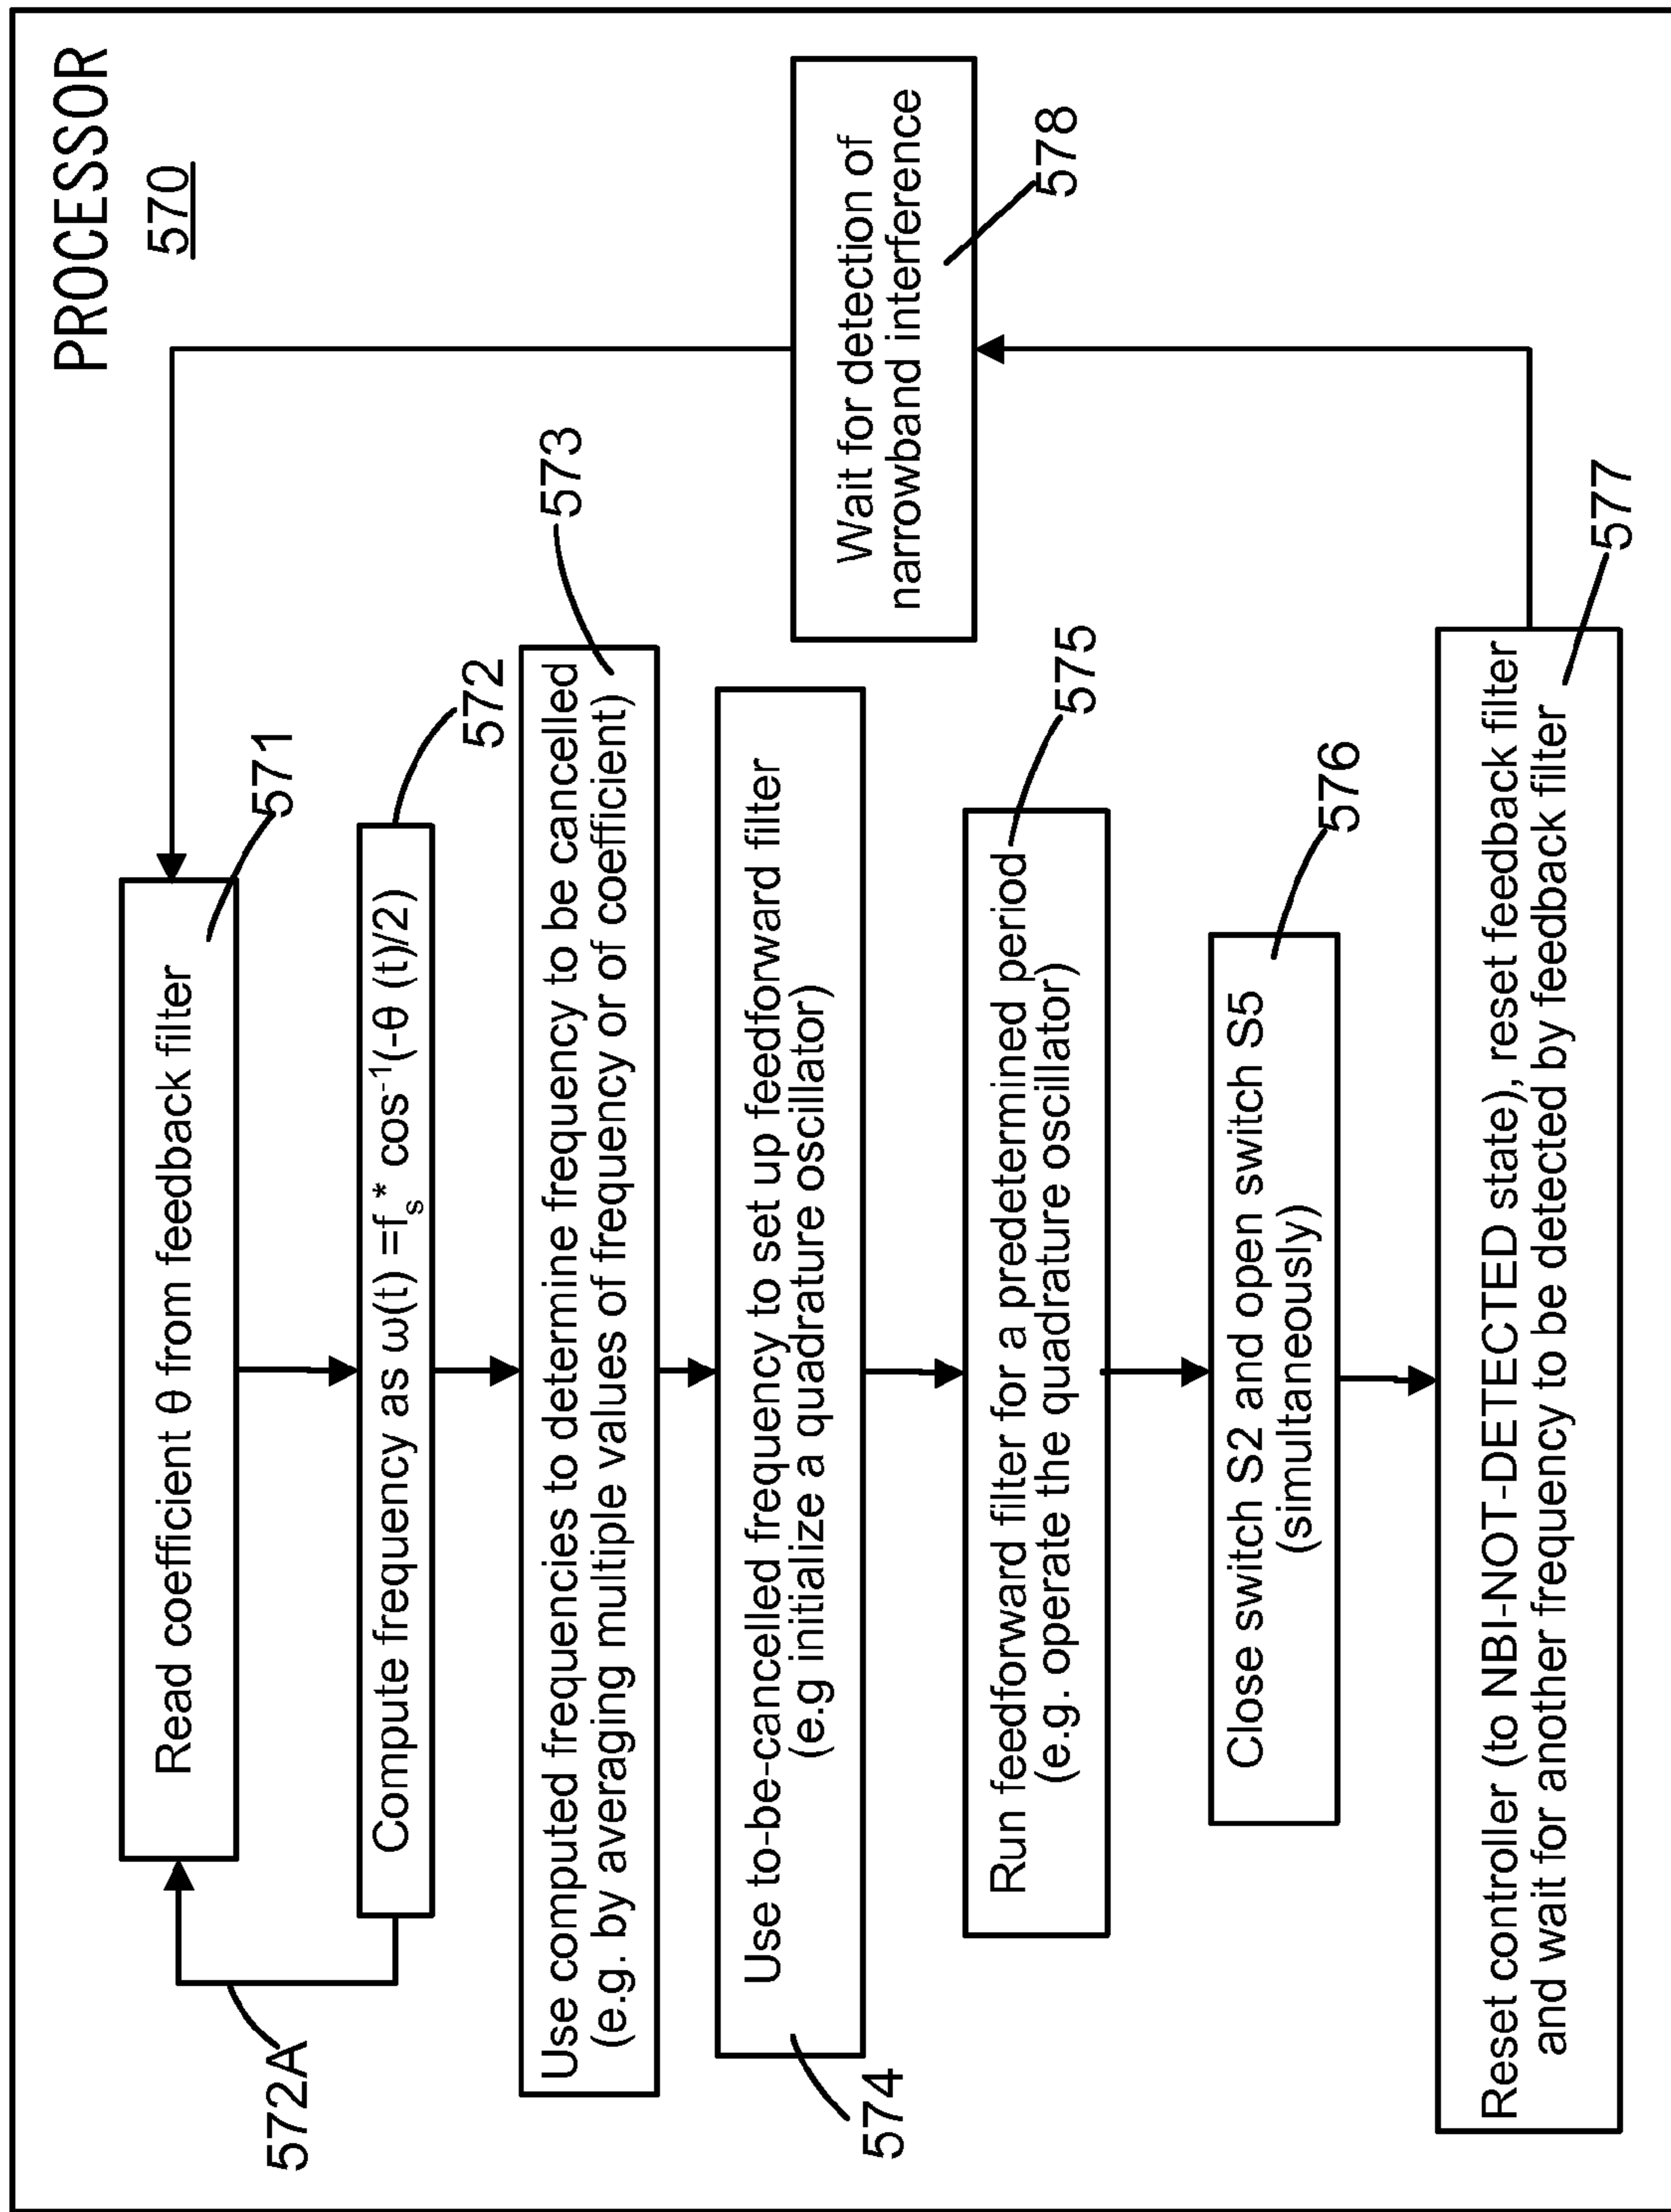 PROCESSOR
570
Read coefficient θ from feedback filter
571
Compute frequency as ω(t) =f_s* cos⁻¹(-θ (t)/2)
572
572A
Use computed frequencies to determine frequency to be cancelled
(e.g. by averaging multiple values of frequency or of coefficient)
573
Use to-be-cancelled frequency to set up feedforward filter
(e.g initialize a quadrature oscillator)
574
Run feedforward filter for a predetermined period
(e.g. operate the quadrature oscillator)
575
Close switch S2 and open switch S5
(simultaneously)
576
Reset controller (to NBI-NOT-DETECTED state), reset feedback filter
and wait for another frequency to be detected by feedback filter
577
Wait for detection of
narrowband interference
578